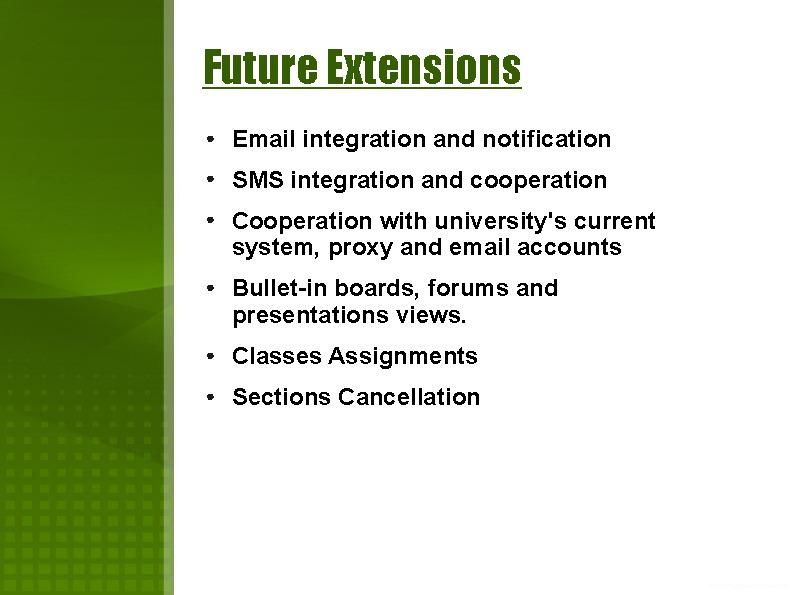 Future Extensions
• Email integration and notification
• SMS integration and cooperation
• Cooperation with university's current
system, proxy and email accounts
• Bullet-in boards, forums and
presentations views.
• Classes Assignments
• Sections Cancellation